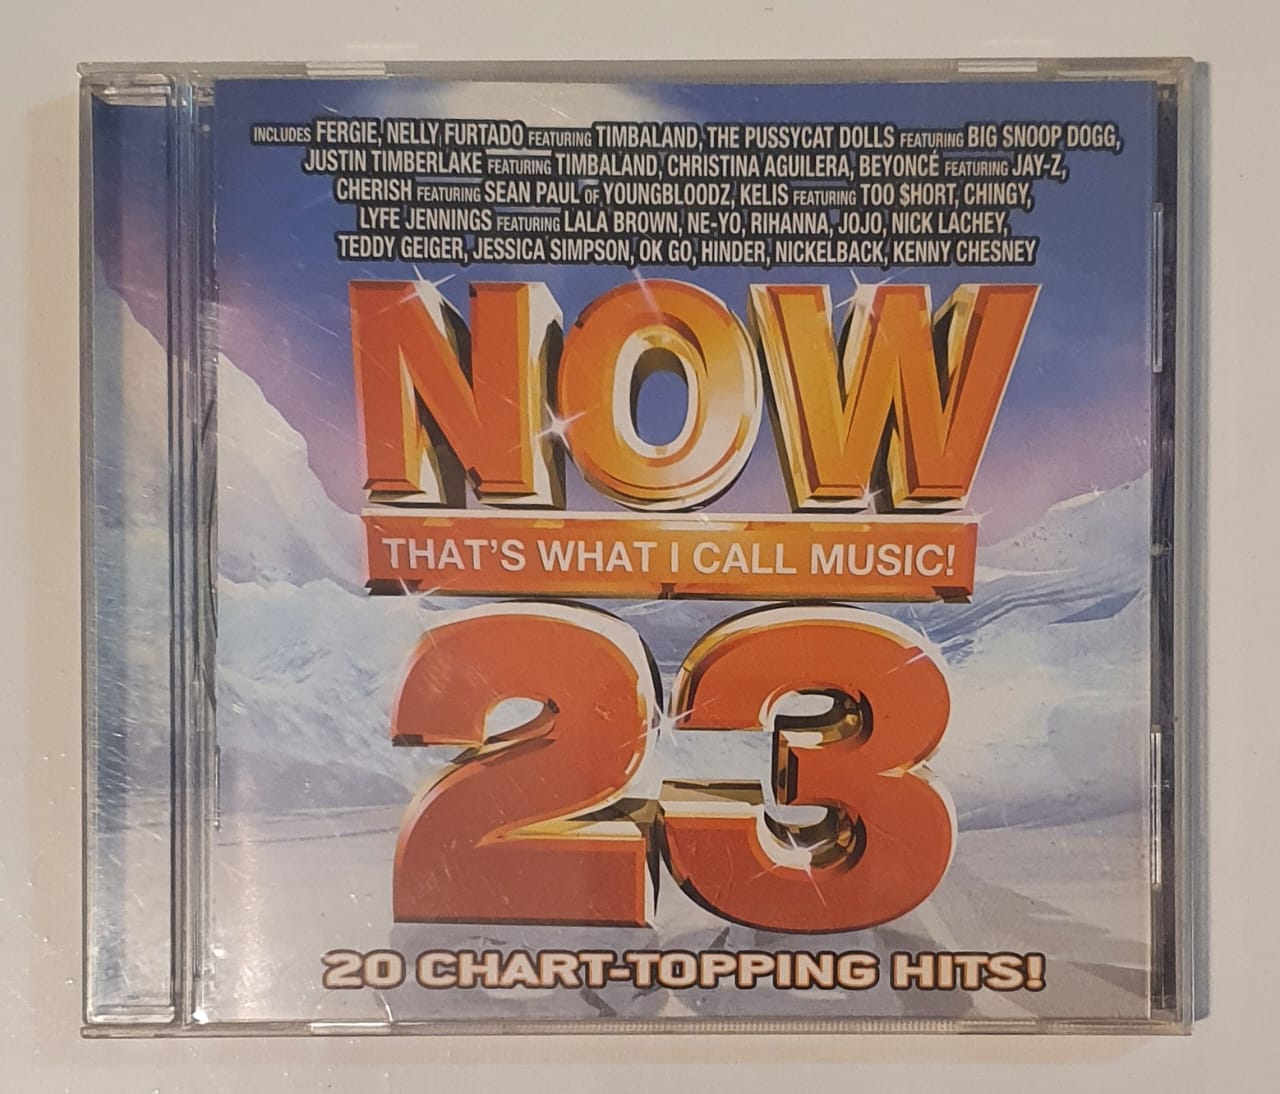 INCLUDES FERGIE, NELLY FURTADO FEATURING TIMBALAND, THE PUSSYCAT DOLLS FEATURING BIG SNOOP DOGG,
JUSTIN TIMBERLAKE FEATURING TIMBALAND, CHRISTINA AGUILERA, BEYONCÉ FEATURING JAY-Z,
CHERISH FEATURING SEAN PAUL OF YOUNGBLOODZ, KELIS FEATURING TOO $HORT, CHINGY,
LYFE JENNINGS FEATURING LALA BROWN, NE-YO, RIHANNA, JOJO, NICK LACHEY,
TEDDY GEIGER, JESSICA SIMPSON, OK GO, HINDER, NICKELBACK, KENNY CHESNEY
NOW
THAT'S WHAT I CALL MUSIC!
23
20 CHART-TOPPING HITS!